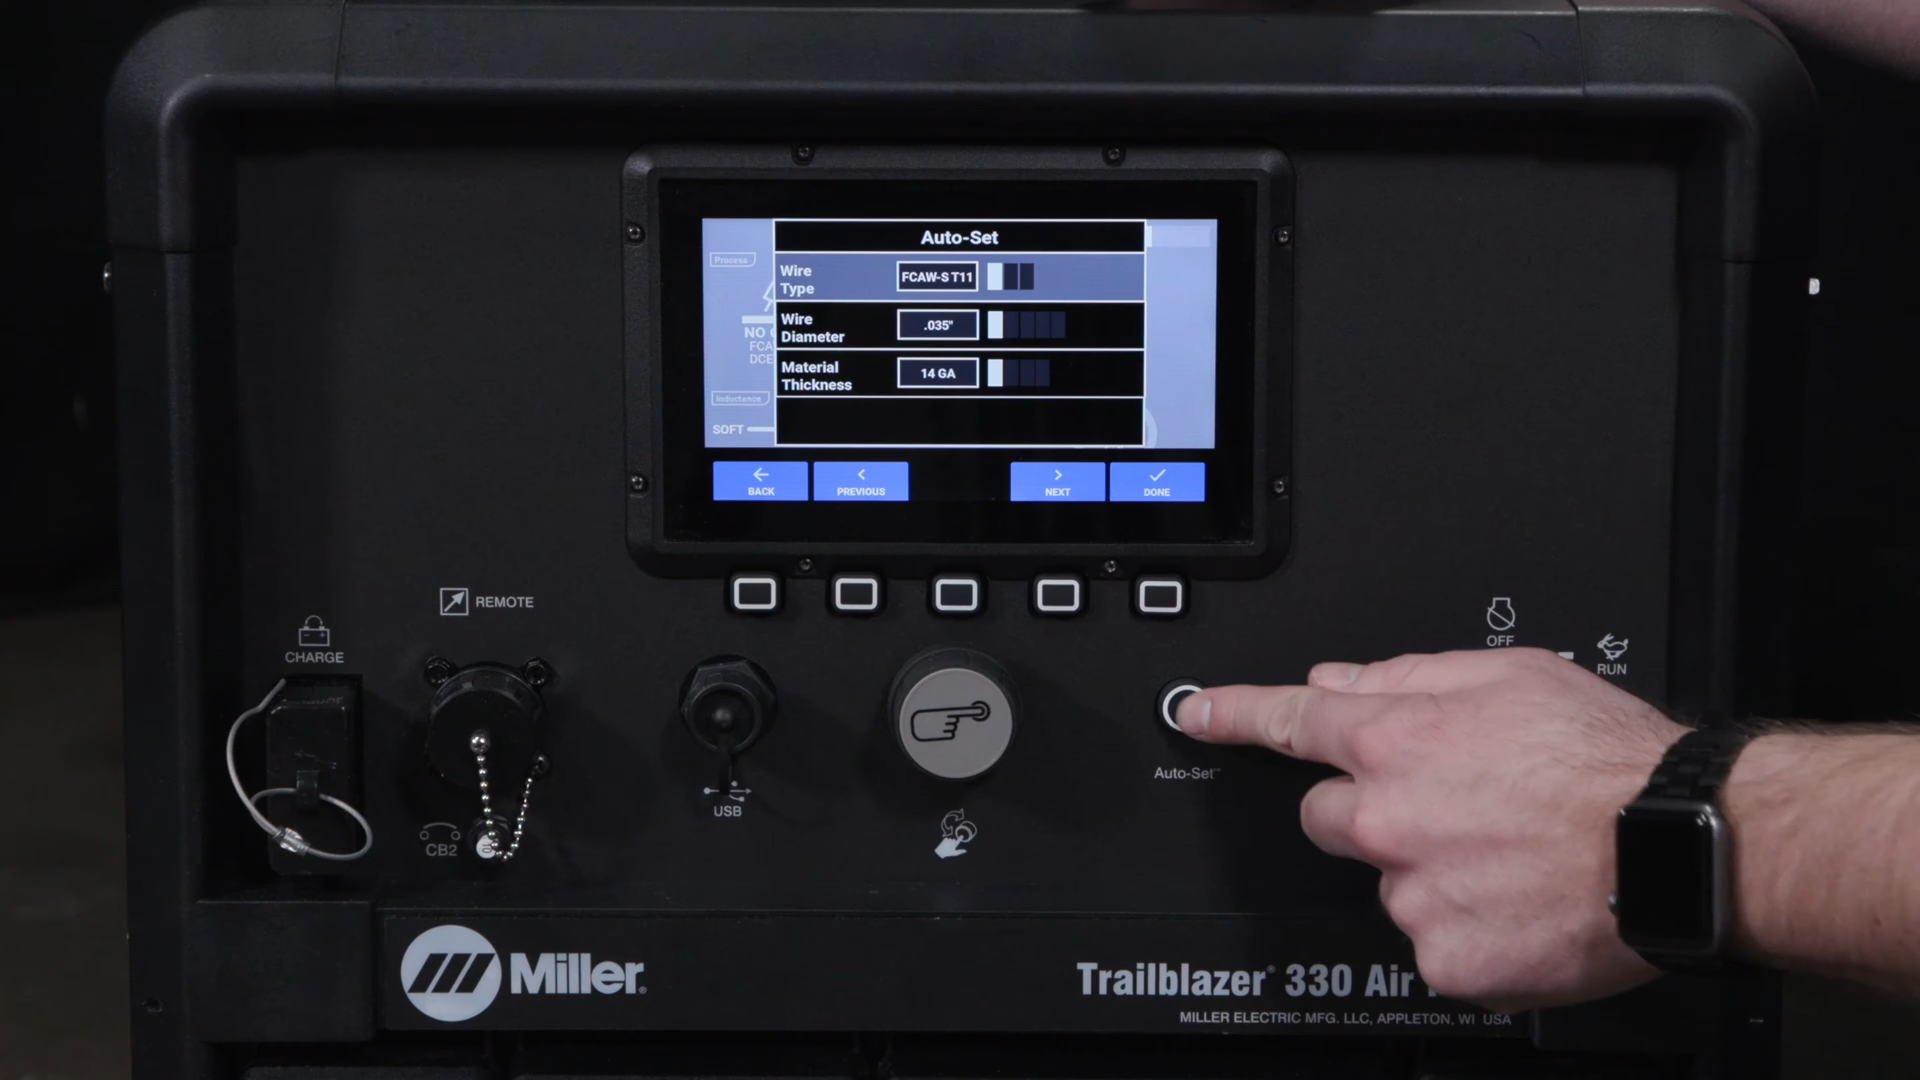 Auto-Set
Process
Wire
Type
FCAW-S T11
NO
FCA
DCE
Wire
Diameter
.035"
Material
Thickness
14 GA
Inductance
SOFT
BACK
PREVIOUS
NEXT
DONE
REMOTE
CHARGE
OFF
RUN
USB
Auto-Set™
CB2
10
Miller®
Trailblazer® 330 Air
MILLER ELECTRIC MFG. LLC, APPLETON, WI USA